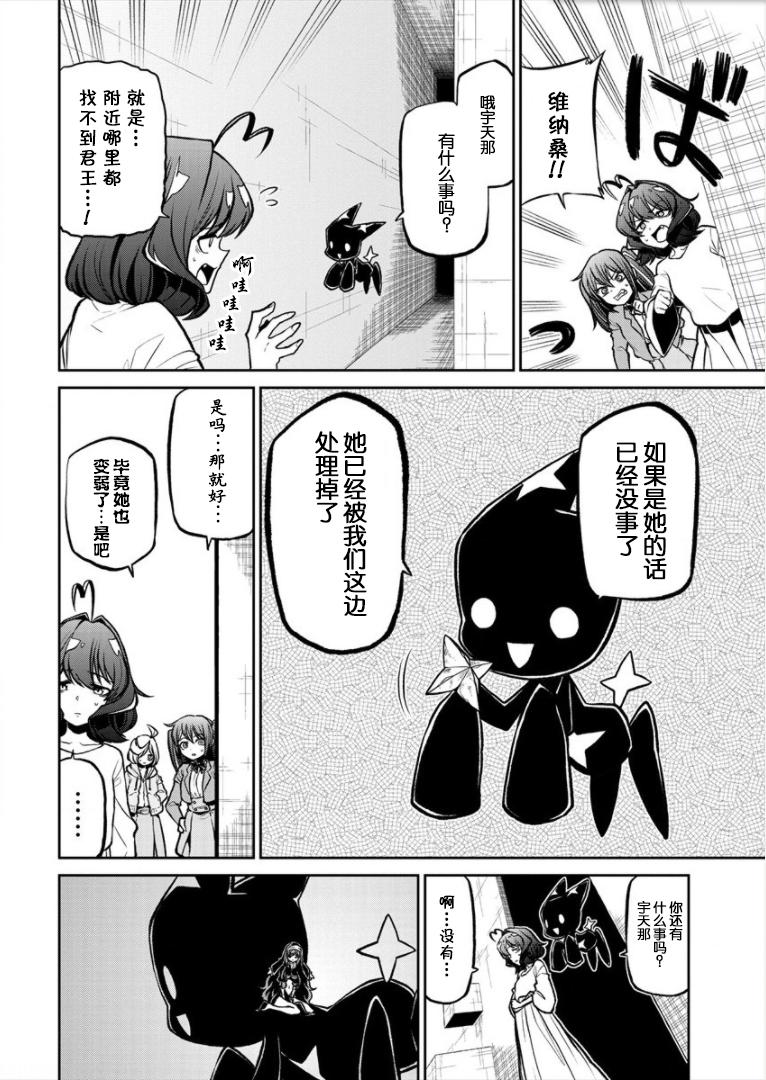 維纳桑!!
ば
哦宇天那
有什么事吗?
就是…
附近哪里都
找不到君王
…!
啊哇哇哇哇
如果是她的话
已经没事了
她已经被我们这边
处理掉了
是吗…那就好…
毕竟她也
变弱了…是吧
……
你还有
什么事吗?
宇天那
啊…没有…